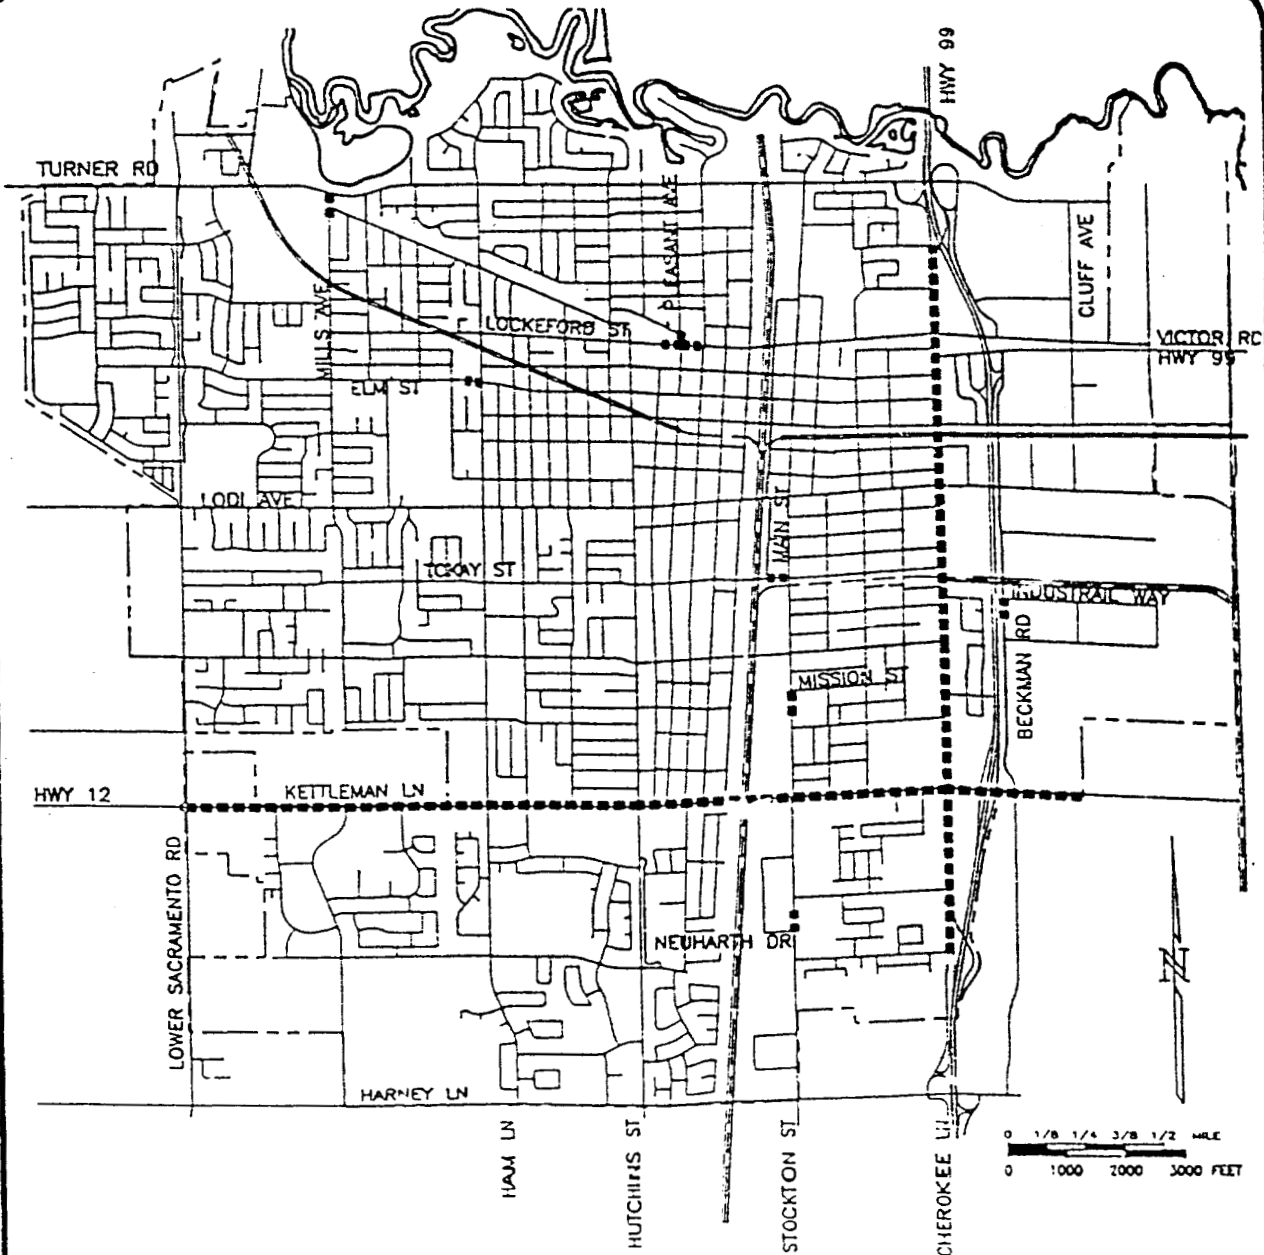 HWY 99
TURNER RD
PLEASANT AVE
CLUFF AVE
MILLS AVE
LOCKEFORD ST
VICTOR RD
HWY 99
ELM ST
LODI AVE
MAIN ST
TOKAY ST
INDUSTRAIL WAY
BECKMAN RD
MISSION ST
HWY 12
KETTLEMAN LN
LOWER SACRAMENTO RD
NEUHARTH DR
N
HARNEY LN
HAM LN
HUTCHINS ST
STOCKTON ST
CHEROKEE LN
0 1/8 1/4 3/8 1/2 MILE
0 1000 2000 3000 FEET